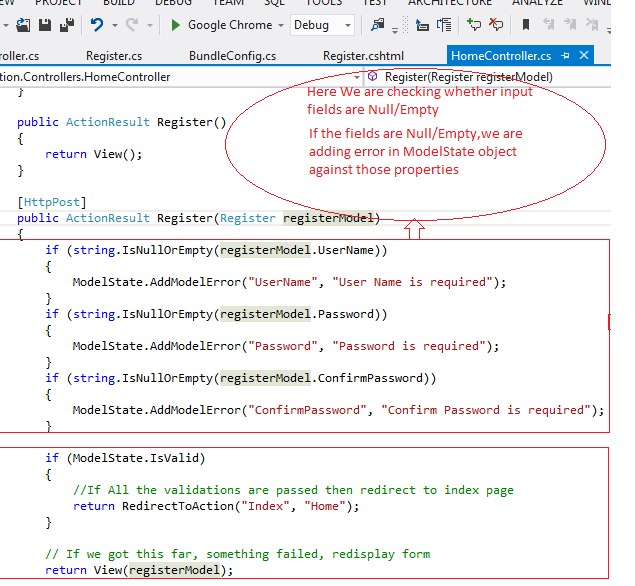 PROJECT BUILD DEBUG TEAM SQL TOOLS TEST ARCHITECTURE ANALYZE
Google Chrome Debug
Register.cs BundleConfig.cs Register.cshtml HomeController.cs
tion.Controllers.HomeController Register(Register registerModel)
Here We are checking whether input
fields are Null/Empty
If the fields are Null/Empty,we are
adding error in ModelState object
against those properties
}
public ActionResult Register()
{
return View();
}
[HttpPost]
public ActionResult Register(Register registerModel)
{
if (string.IsNullOrEmpty(registerModel.UserName))
{
ModelState.AddModelError("UserName", "User Name is required");
}
if (string.IsNullOrEmpty(registerModel.Password))
{
ModelState.AddModelError("Password", "Password is required");
}
if (string.IsNullOrEmpty(registerModel.ConfirmPassword))
{
ModelState.AddModelError("ConfirmPassword", "Confirm Password is required");
}
if (ModelState.IsValid)
{
//If All the validations are passed then redirect to index page
return RedirectToAction("Index", "Home");
}
// If we got this far, something failed, redisplay form
return View(registerModel);